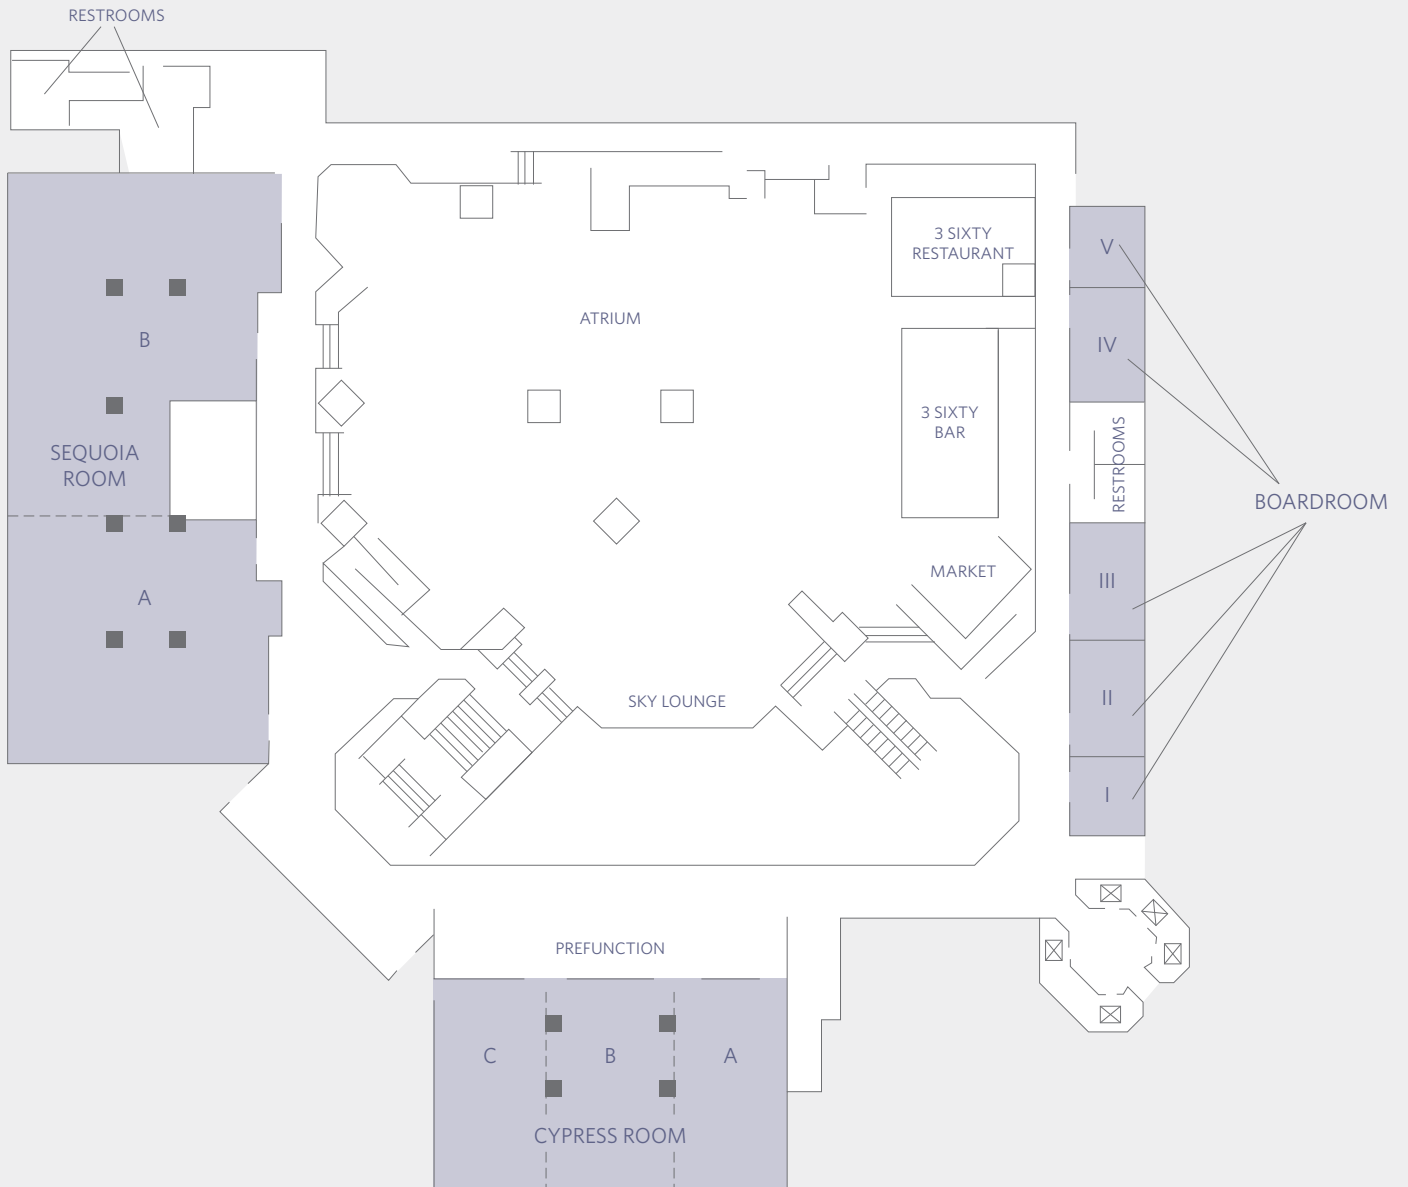 RESTROOMS
3 SIXTY
RESTAURANT
V
ATRIUM
B
IV
3 SIXTY
BAR
RESTROOMS
SEQUOIA
ROOM
BOARDROOM
MARKET
III
A
SKY LOUNGE
II
I
PREFUNCTION
C
B
A
CYPRESS ROOM